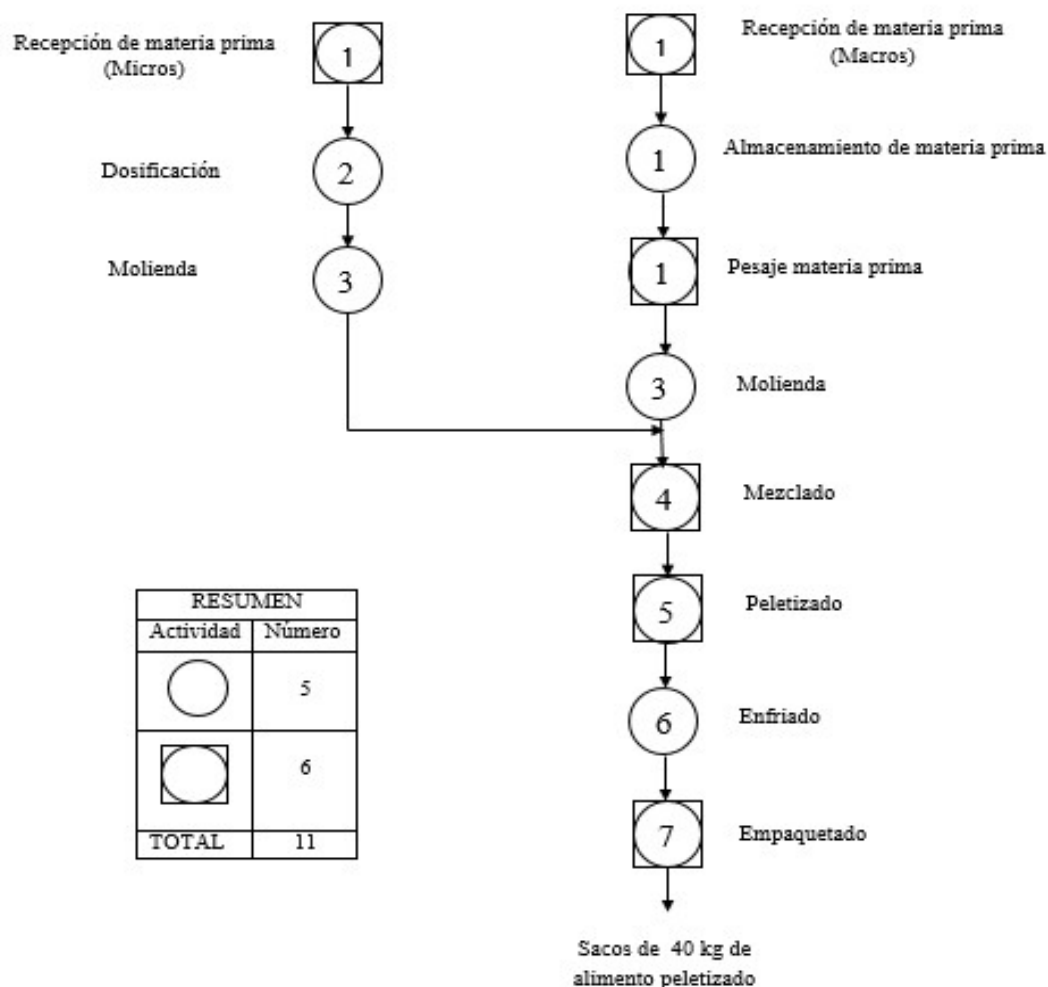 Recepción de materia prima
(Micros)
1
Dosificación
2
Molienda
3
Recepción de materia prima
(Macros)
1
Almacenamiento de materia prima
1
Pesaje materia prima
1
Molienda
3
Mezclado
4
Peletizado
5
Enfriado
6
Empaquetado
7
Sacos de 40 kg de
alimento peletizado
RESUMEN
Actividad Número
5
6
TOTAL 11